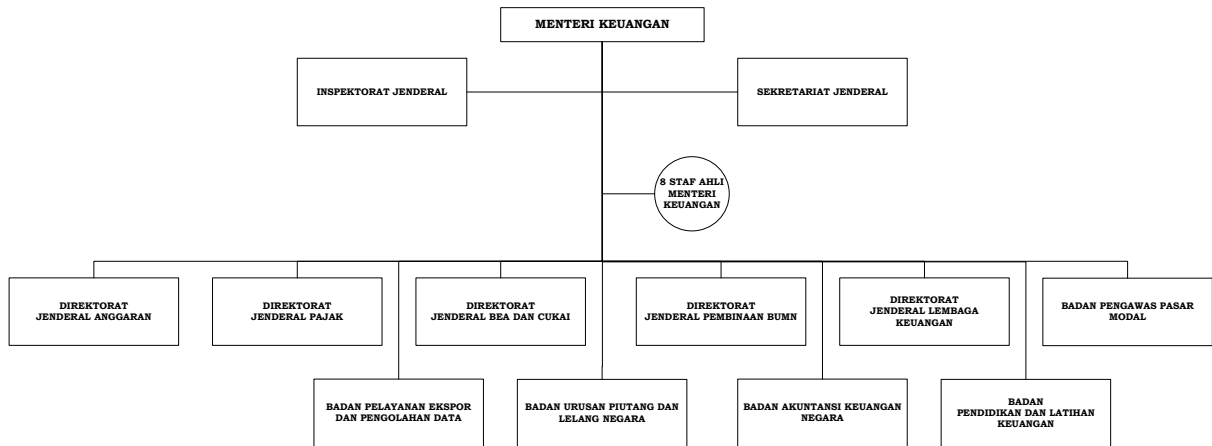 MENTERI KEUANGAN
INSPEKTORAT JENDERAL
SEKRETARIAT JENDERAL
8 STAF AHLI
MENTERI
KEUANGAN
DIREKTORAT
JENDERAL ANGGARAN
DIREKTORAT
JENDERAL PAJAK
DIREKTORAT
JENDERAL BEA DAN CUKAI
DIREKTORAT
JENDERAL PEMBINAAN BUMN
DIREKTORAT
JENDERAL LEMBAGA
KEUANGAN
BADAN PENGAWAS PASAR
MODAL
BADAN PELAYANAN EKSPOR
DAN PENGOLAHAN DATA
BADAN URUSAN PIUTANG DAN
LELANG NEGARA
BADAN AKUNTANSI KEUANGAN
NEGARA
BADAN
PENDIDIKAN DAN LATIHAN
KEUANGAN